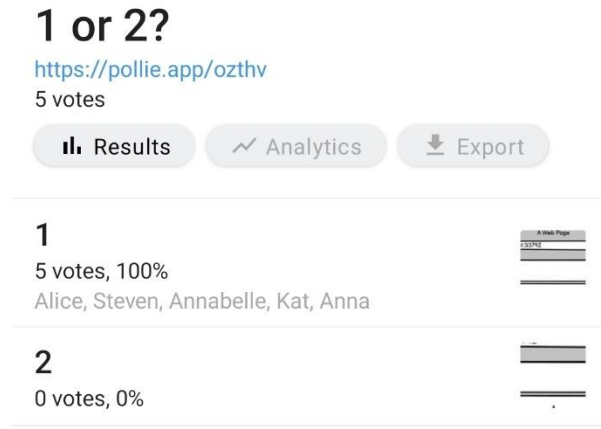 1 or 2?
https://pollie.app/ozthv
5 votes
Results Analytics Export
1
5 votes, 100%
Alice, Steven, Annabelle, Kat, Anna
A Web Page
2
0 votes, 0%